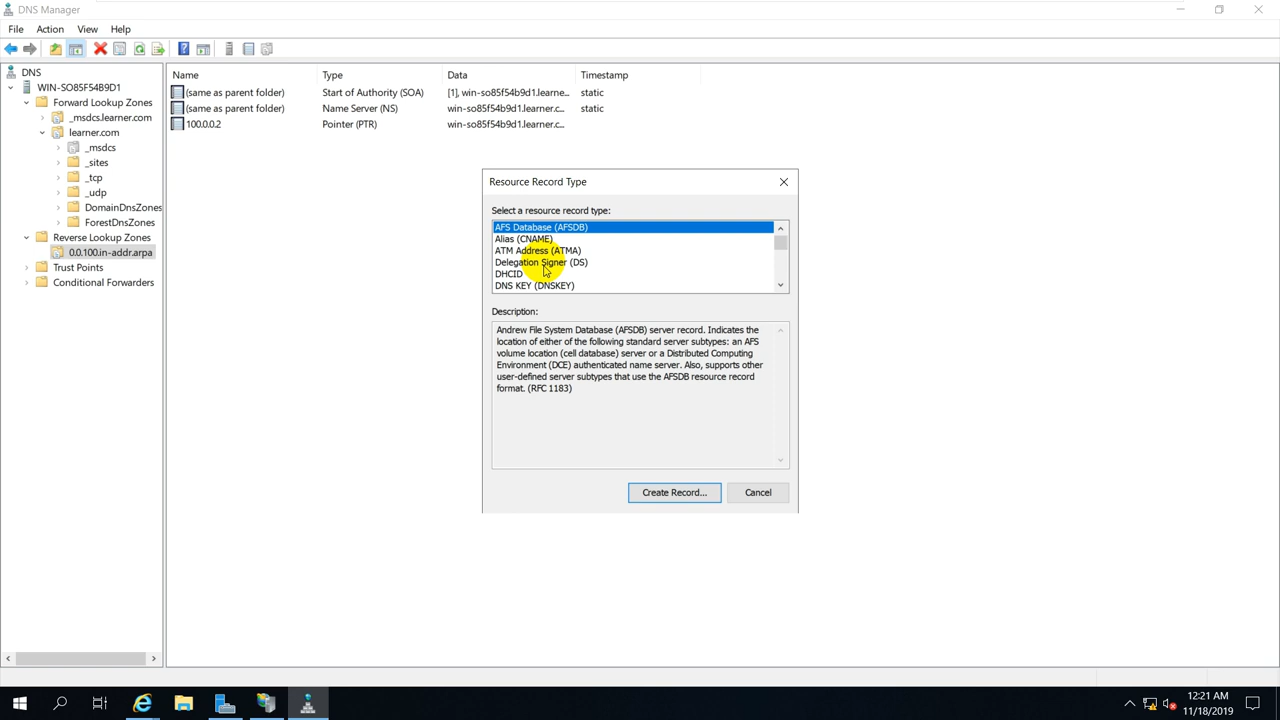 DNS Manager
File Action View Help
DNS
WIN-SO85F54B9D1
Forward Lookup Zones
_msdcs.learner.com
learner.com
_msdcs
_sites
_tcp
_udp
DomainDnsZones
ForestDnsZones
Reverse Lookup Zones
0.0.100.in-addr.arpa
Trust Points
Conditional Forwarders
Name Type Data Timestamp
(same as parent folder) Start of Authority (SOA) [1], win-so85f54b9d1.learne... static
(same as parent folder) Name Server (NS) win-so85f54b9d1.learner.c... static
100.0.0.2 Pointer (PTR) win-so85f54b9d1.learner.c...
Resource Record Type
Select a resource record type:
AFS Database (AFSDB)
Alias (CNAME)
ATM Address (ATMA)
Delegation Signer (DS)
DHCID
DNS KEY (DNSKEY)
Description:
Andrew File System Database (AFSDB) server record. Indicates the
location of either of the following standard server subtypes: an AFS
volume location (cell database) server or a Distributed Computing
Environment (DCE) authenticated name server. Also, supports other
user-defined server subtypes that use the AFSDB resource record
format. (RFC 1183)
Create Record... Cancel
12:21 AM
11/18/2019